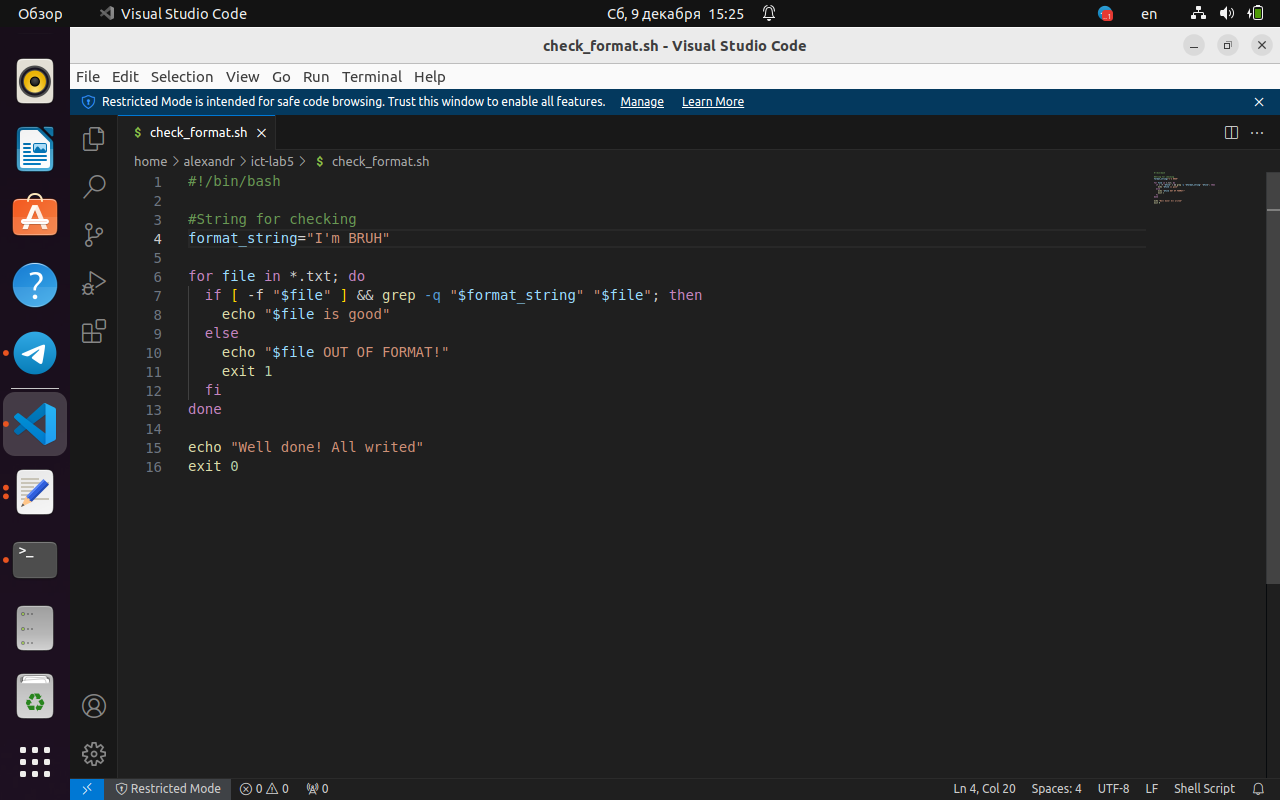 Обзор Visual Studio Code Сб, 9 декабря 15:25 en
check_format.sh - Visual Studio Code
File Edit Selection View Go Run Terminal Help
Restricted Mode is intended for safe code browsing. Trust this window to enable all features. Manage Learn More
$ check_format.sh
home > alexandr > ict-lab5 > $ check_format.sh
1 #!/bin/bash
2
3 #String for checking
4 format_string="I'm BRUH"
5
6 for file in *.txt; do
7 if [ -f "$file" ] && grep -q "$format_string" "$file"; then
8 echo "$file is good"
9 else
10 echo "$file OUT OF FORMAT!"
11 exit 1
12 fi
13 done
14
15 echo "Well done! All writed"
16 exit 0
Restricted Mode 0 0 0 Ln 4, Col 20 Spaces: 4 UTF-8 LF Shell Script